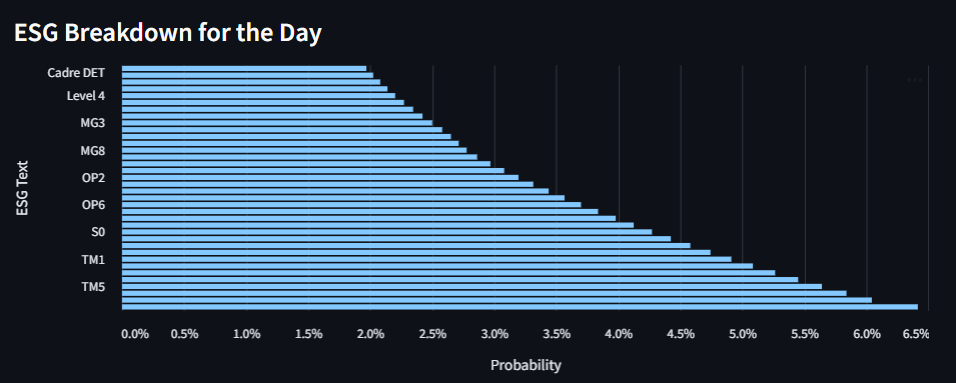 ESG Breakdown for the Day
Cadre DET
Level 4
MG3
MG8
OP2
OP6
S0
TM1
TM5
ESG Text
0.0% 0.5% 1.0% 1.5% 2.0% 2.5% 3.0% 3.5% 4.0% 4.5% 5.0% 5.5% 6.0% 6.5%
Probability